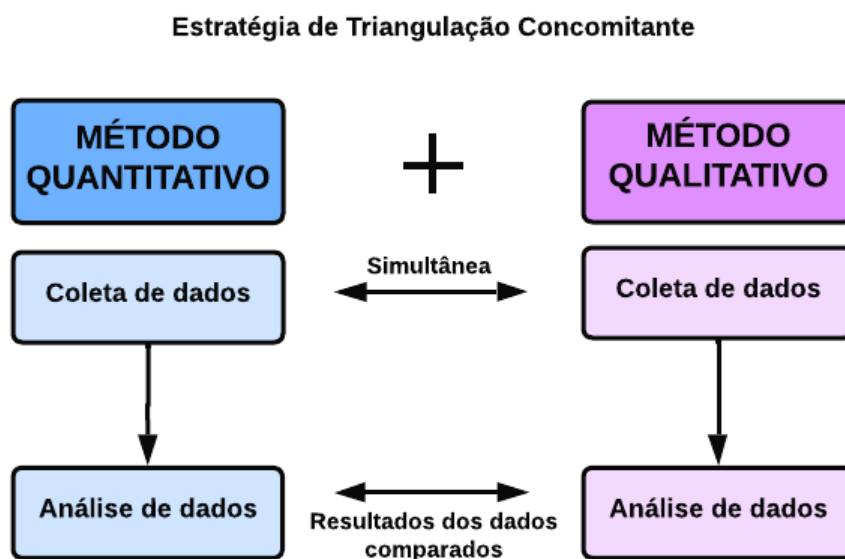 Estratégia de Triangulação Concomitante
MÉTODO
QUANTITATIVO
+
MÉTODO
QUALITATIVO
Coleta de dados
Simultânea
Coleta de dados
Análise de dados
Resultados dos dados
comparados
Análise de dados